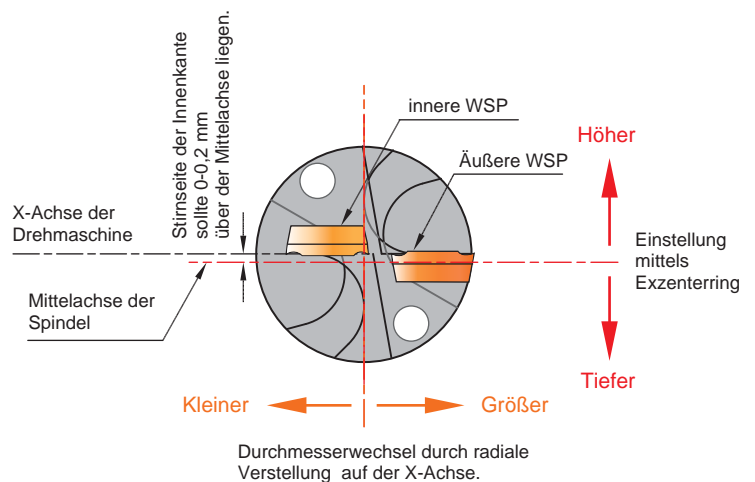 Stirnseite der Innenkante
sollte 0-0,2 mm
über der Mittelachse liegen.
innere WSP
Höher
Äußere WSP
X-Achse der
Drehmaschine
Einstellung
mittels
Exzenterring
Mittelachse der
Spindel
Tiefer
Kleiner
Größer
Durchmesserwechsel durch radiale
Verstellung auf der X-Achse.